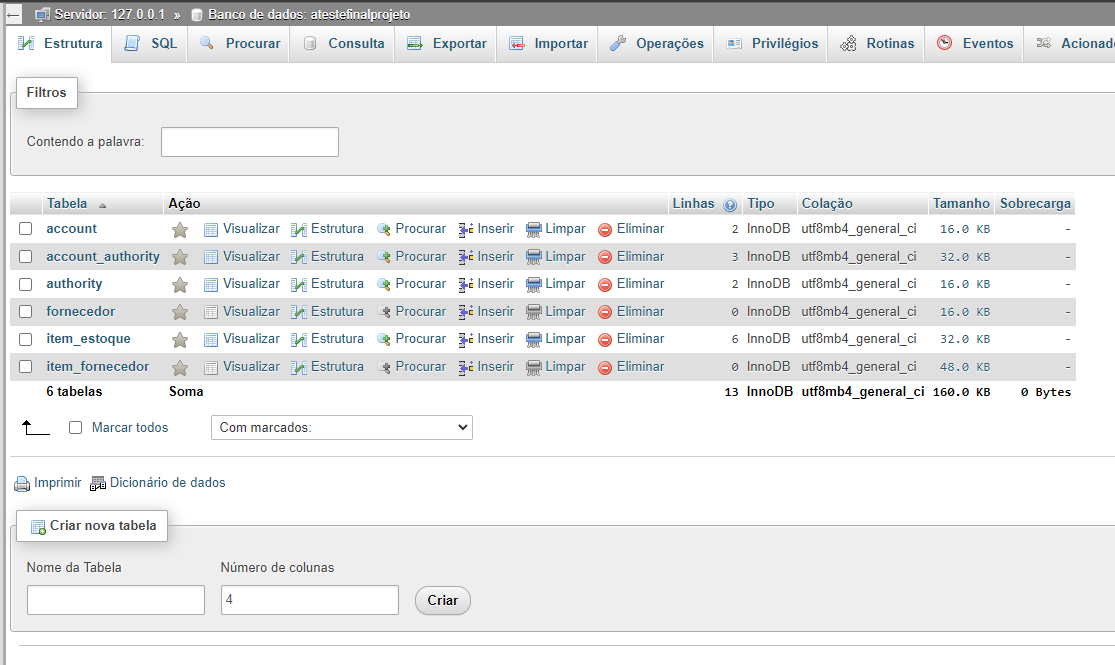 ← Servidor: 127.0.0.1 » Banco de dados: atestefinalprojeto
Estrutura SQL Procurar Consulta Exportar Importar Operações Privilégios Rotinas Eventos Acionad
Filtros
Contendo a palavra:
Tabela Ação Linhas Tipo Colação Tamanho Sobrecarga
account Visualizar Estrutura Procurar Inserir Limpar Eliminar 2 InnoDB utf8mb4_general_ci 16.0 KB -
account_authority Visualizar Estrutura Procurar Inserir Limpar Eliminar 3 InnoDB utf8mb4_general_ci 32.0 KB -
authority Visualizar Estrutura Procurar Inserir Limpar Eliminar 2 InnoDB utf8mb4_general_ci 16.0 KB -
fornecedor Visualizar Estrutura Procurar Inserir Limpar Eliminar 0 InnoDB utf8mb4_general_ci 16.0 KB -
item_estoque Visualizar Estrutura Procurar Inserir Limpar Eliminar 6 InnoDB utf8mb4_general_ci 32.0 KB -
item_fornecedor Visualizar Estrutura Procurar Inserir Limpar Eliminar 0 InnoDB utf8mb4_general_ci 48.0 KB -
6 tabelas Soma 13 InnoDB utf8mb4_general_ci 160.0 KB 0 Bytes
Marcar todos Com marcados:
Imprimir Dicionário de dados
Criar nova tabela
Nome da Tabela Número de colunas
4 Criar